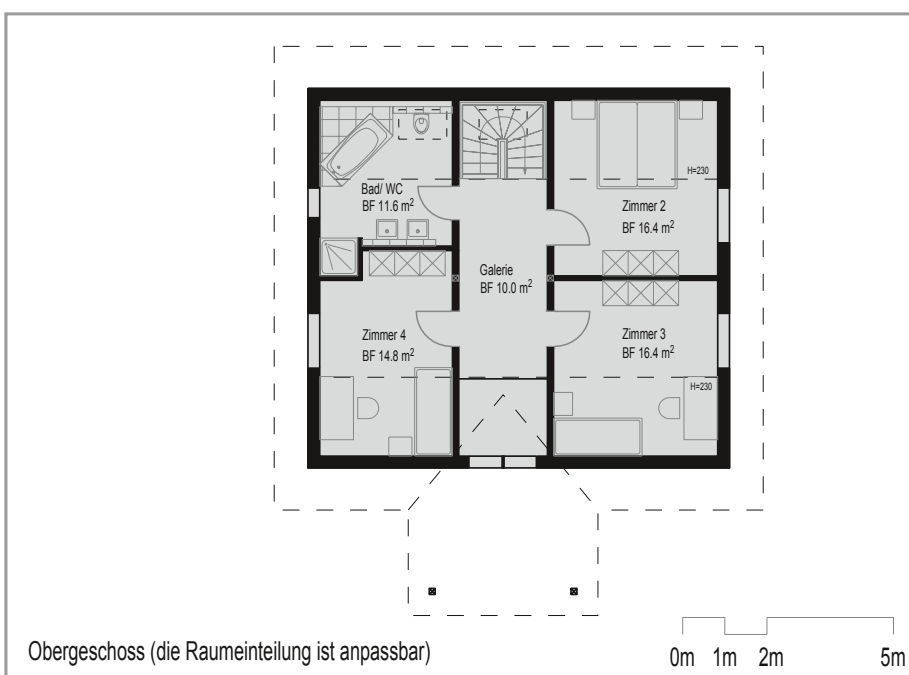 H=230
Bad/ WC
BF 11.6 m²
Zimmer 2
BF 16.4 m²
Galerie
BF 10.0 m²
Zimmer 4
BF 14.8 m²
Zimmer 3
BF 16.4 m²
H=230
Obergeschoss (die Raumeinteilung ist anpassbar)
0m 1m 2m 5m